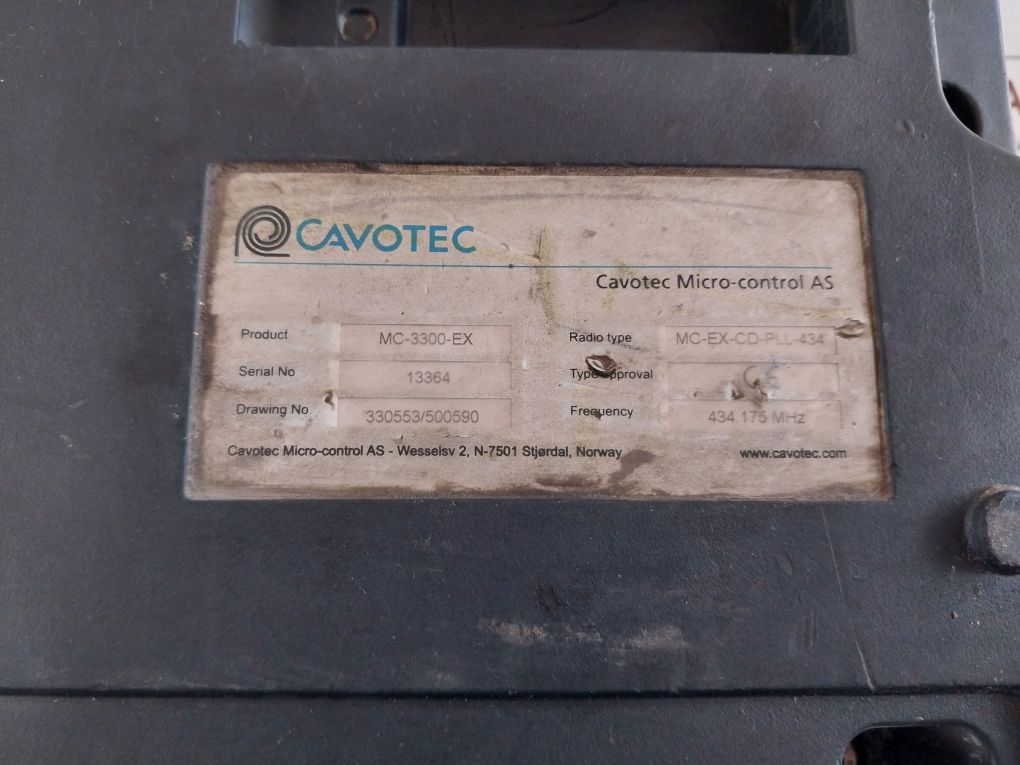 CAVOTEC
Cavotec Micro-control AS
Product MC-3300-EX Radio type MC-EX-CD-PLL-434
Serial No 13364 Type approval CE
Drawing No. 330553/500590 Frequency 434.175 MHz
Cavotec Micro-control AS - Wesselsv 2, N-7501 Stjørdal, Norway www.cavotec.com